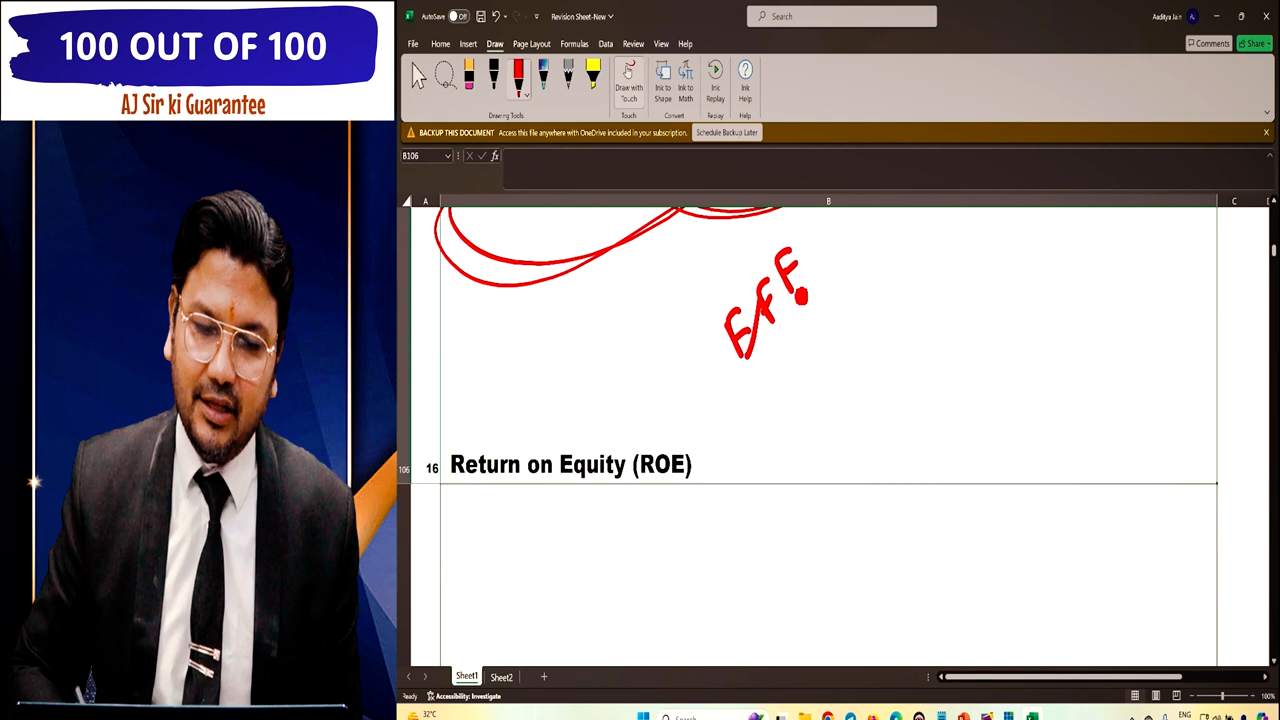 100 OUT OF 100
AJ Sir ki Guarantee
AutoSave Off
Revision Sheet-New
Search
Aaditya Jain
AJ
File Home Insert Draw Page Layout Formulas Data Review View Help
Comments
Share
Draw with Touch
Ink to Shape
Ink to Math
Ink Replay
Ink Help
Drawing Tools
Touch
Convert
Replay
Help
BACKUP THIS DOCUMENT Access this file anywhere with OneDrive included in your subscription. Schedule Backup Later
B106
fx
A B C
EFF
106 16 Return on Equity (ROE)
Sheet1 Sheet2
Ready Accessibility: Investigate
100%
32°C
Search
ENG